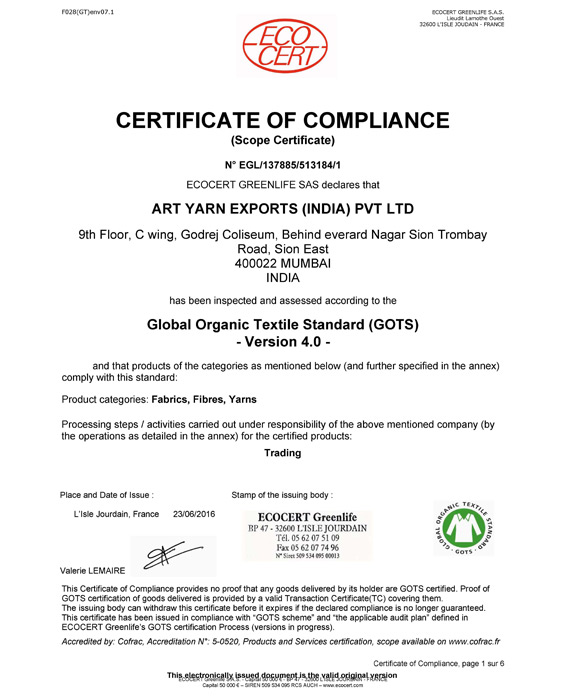 F028(GT)env07.1
ECOCERT GREENLIFE S.A.S.
Lieudit Lamothe Ouest
32600 L'ISLE JOUDAIN - FRANCE
ECO
CERT
CERTIFICATE OF COMPLIANCE
(Scope Certificate)
N° EGL/137885/513184/1
ECOCERT GREENLIFE SAS declares that
ART YARN EXPORTS (INDIA) PVT LTD
9th Floor, C wing, Godrej Coliseum, Behind everard Nagar Sion Trombay
Road, Sion East
400022 MUMBAI
INDIA
has been inspected and assessed according to the
Global Organic Textile Standard (GOTS)
- Version 4.0 -
and that products of the categories as mentioned below (and further specified in the annex)
comply with this standard:
Product categories: Fabrics, Fibres, Yarns
Processing steps / activities carried out under responsibility of the above mentioned company (by
the operations as detailed in the annex) for the certified products:
Trading
Place and Date of Issue :
Stamp of the issuing body :
L'Isle Jourdain, France 23/06/2016
ECOCERT Greenlife
BP 47 - 32600 L'ISLE JOURDAIN
Tél. 05 62 07 51 09
Fax 05 62 07 74 96
N° Siret 509 534 095 00013
GLOBAL ORGANIC TEXTILE STANDARD
· GOTS ·
Valerie LEMAIRE
This Certificate of Compliance provides no proof that any goods delivered by its holder are GOTS certified. Proof of
GOTS certification of goods delivered is provided by a valid Transaction Certificate(TC) covering them.
The issuing body can withdraw this certificate before it expires if the declared compliance is no longer guaranteed.
This certificate has been issued in compliance with "GOTS scheme" and "the applicable audit plan" defined in
ECOCERT Greenlife's GOTS certification Process (versions in progress).
Accredited by: Cofrac, Accreditation N°: 5-0520, Products and Services certification, scope available on www.cofrac.fr
Certificate of Compliance, page 1 sur 6
This electronically issued document is the valid original version
ECOCERT Greenlife S.A.S. - Capital 50 000 € - BP 47 - 32600 L'ISLE JOURDAIN - FRANCE
Capital 50 000 € – SIREN 509 534 095 RCS AUCH – www.ecocert.com